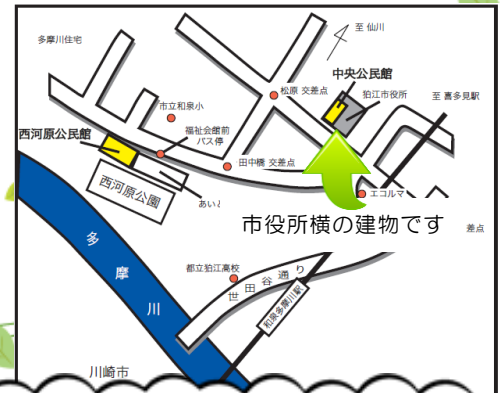 至 仙川
多摩川住宅
中央公民館
狛江市役所
至 喜多見駅
松原 交差点
市立和泉小
西河原公民館
福祉会館前
バス停
田中橋 交差点
西河原公園
あい
エコルマ
市役所横の建物です
差点
多摩川
都立狛江高校
世田谷通り
和泉多摩川駅
川崎市